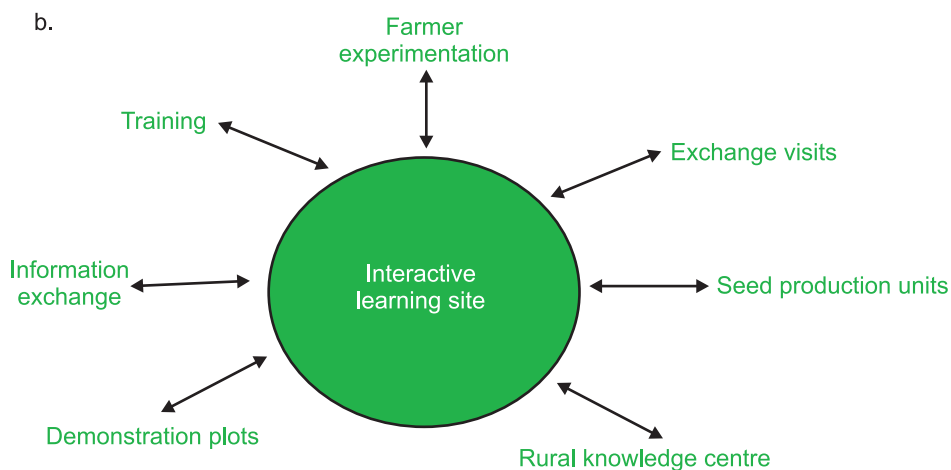 b.
Farmer
experimentation
Training
Exchange visits
Information
exchange
Interactive
learning site
Seed production units
Demonstration plots
Rural knowledge centre